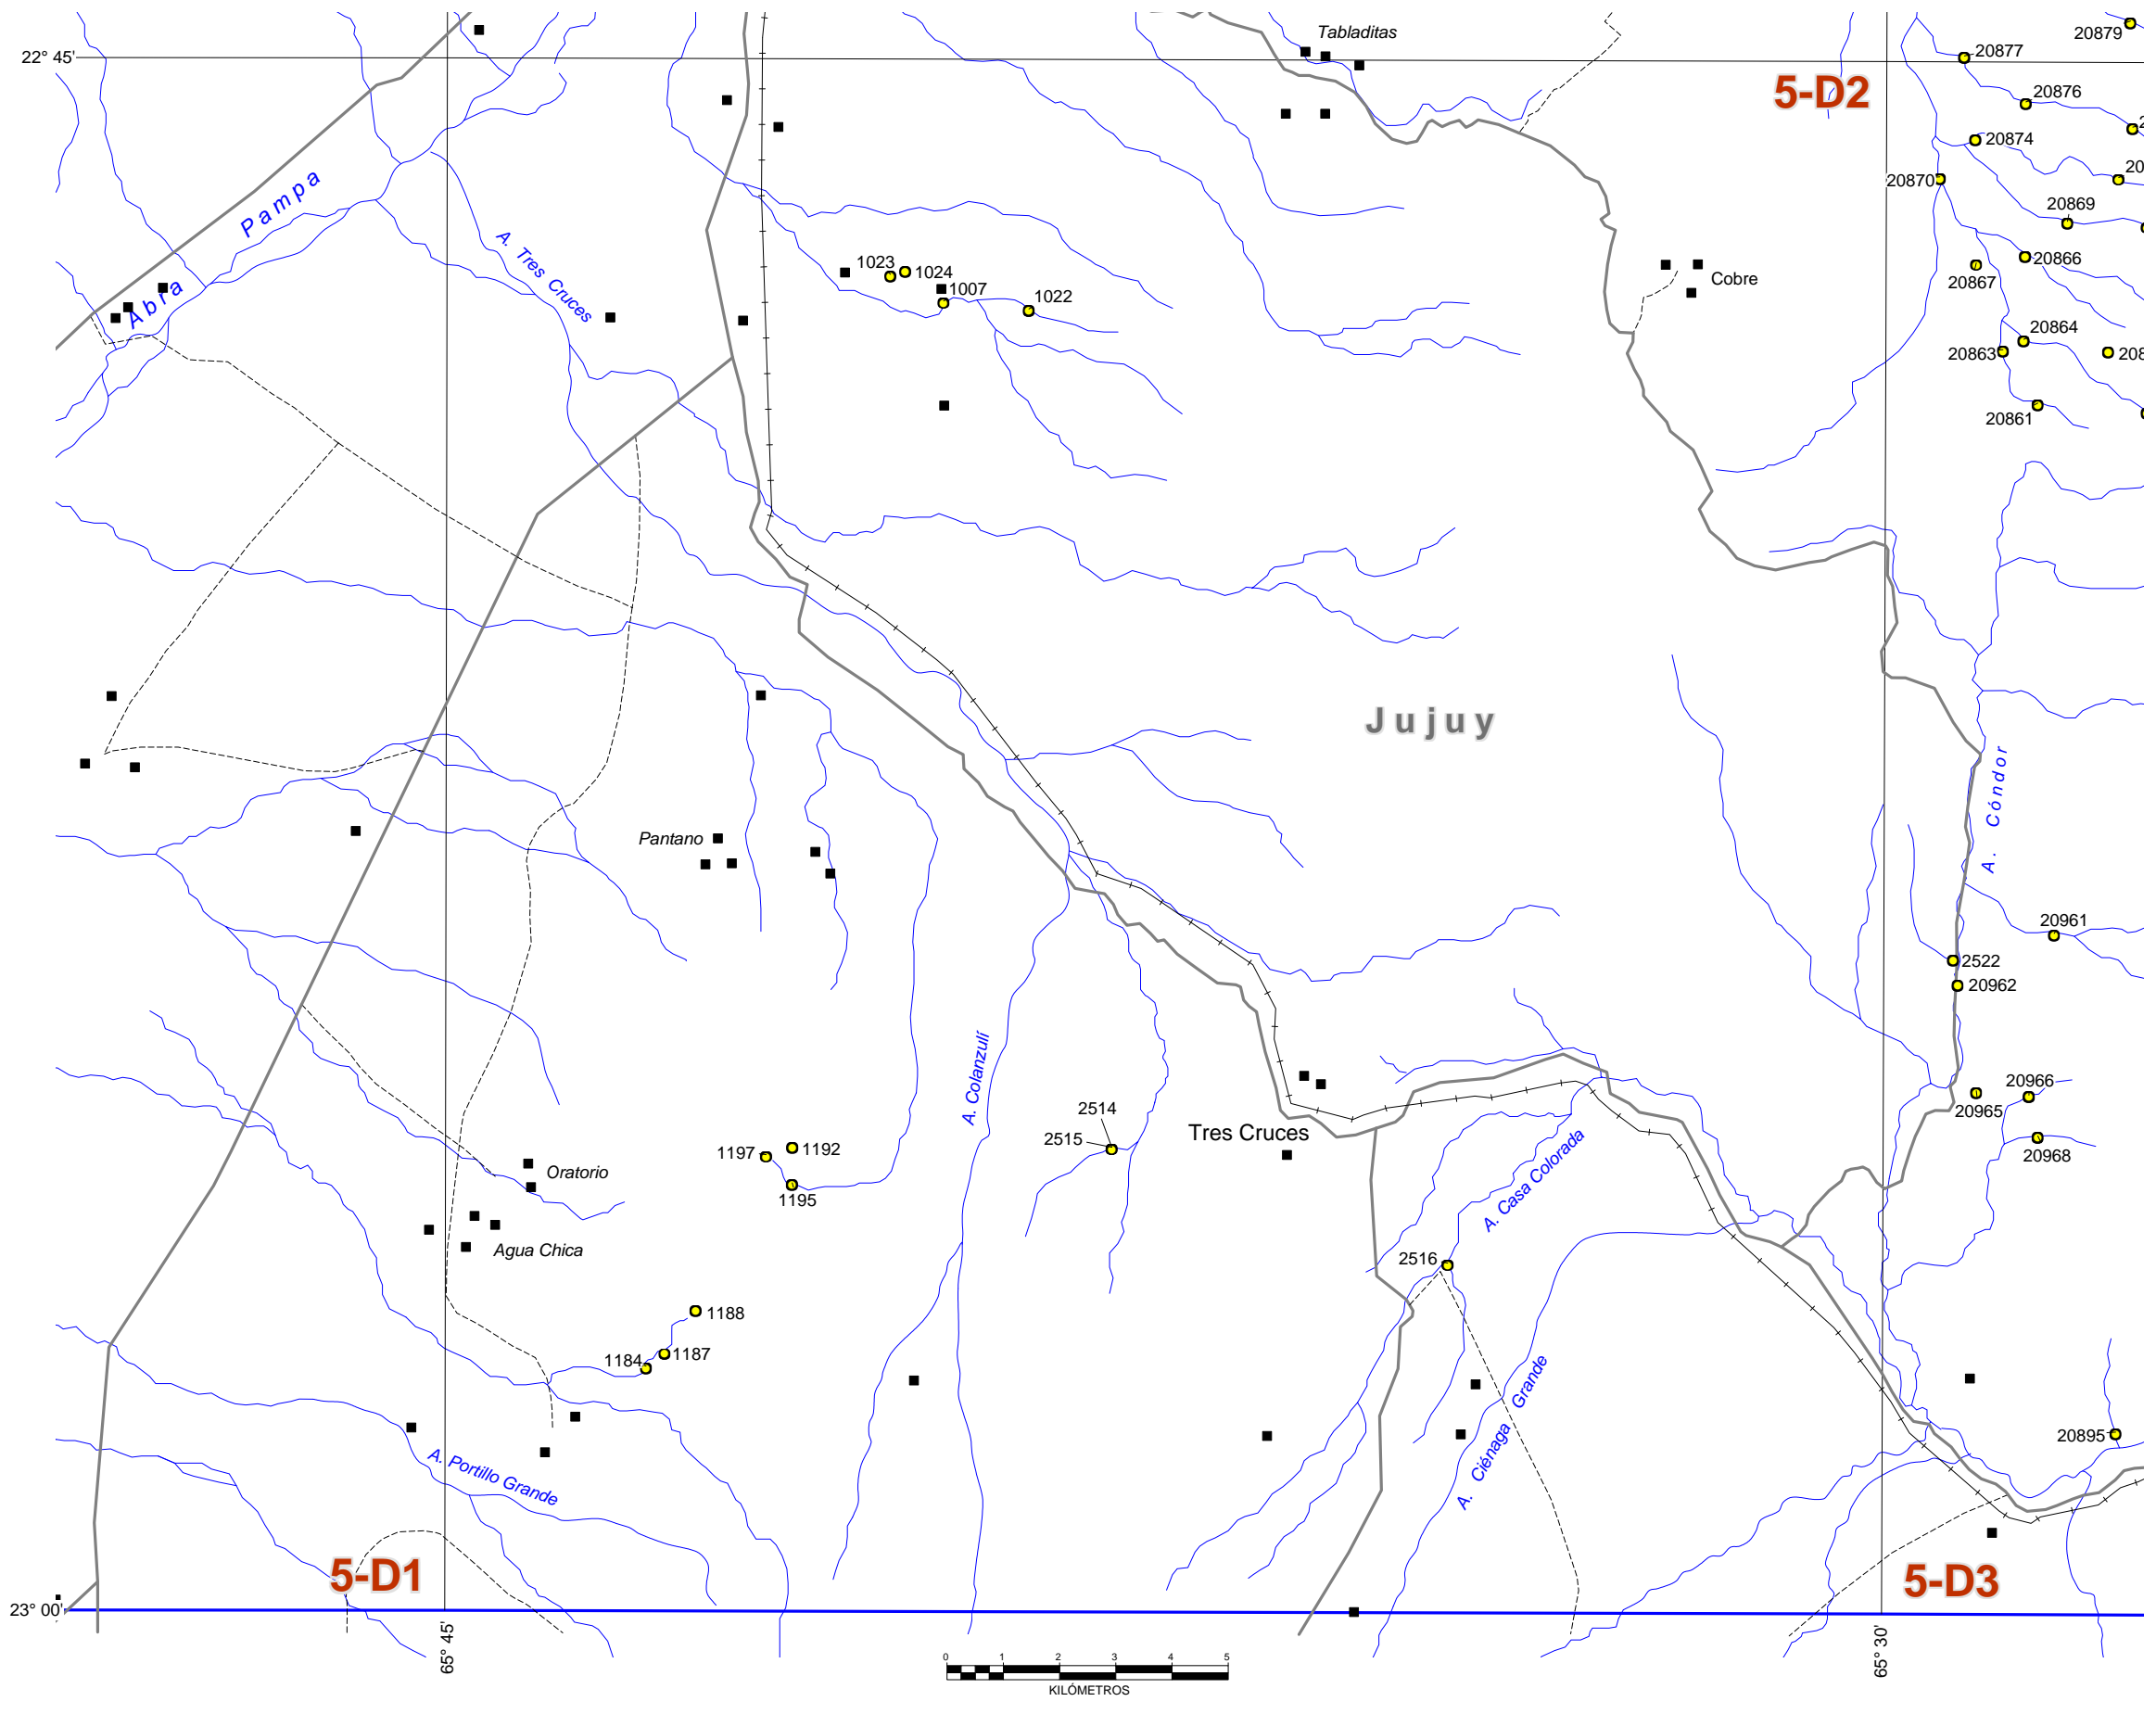 Tabladitas
20879
22° 45'
20877
5-D2
20876
20874
20870
Pampa
20869
A. Tres Cruces
20866
1023
1024
Cobre
20867
1007
1022
Abra
20864
20863
20861
Jujuy
A. Cóndor
Pantano
20961
2522
20962
A. Colanzulí
20966
2514
20965
2515
Tres Cruces
1197
1192
20968
A. Casa Colorada
Oratorio
1195
Agua Chica
2516
1188
1187
1184
A. Ciénaga Grande
20895
A. Portillo Grande
5-D1
5-D3
23° 00'
65° 45'
65° 30'
0 1 2 3 4 5
KILÓMETROS